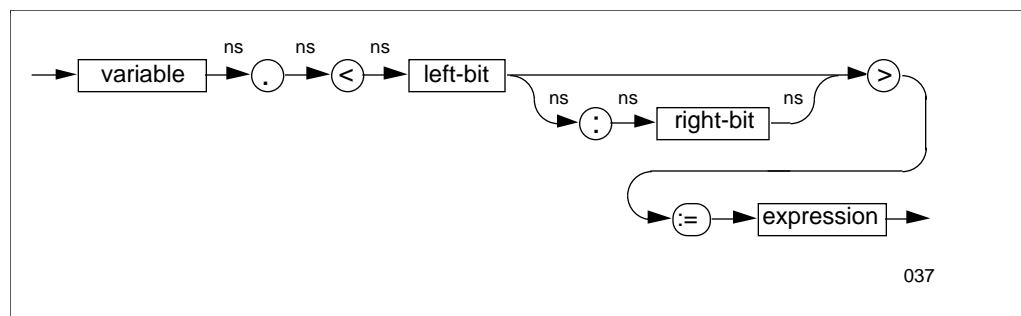 ns ns ns
variable . < left-bit >
ns ns ns
: right-bit
:= expression
037